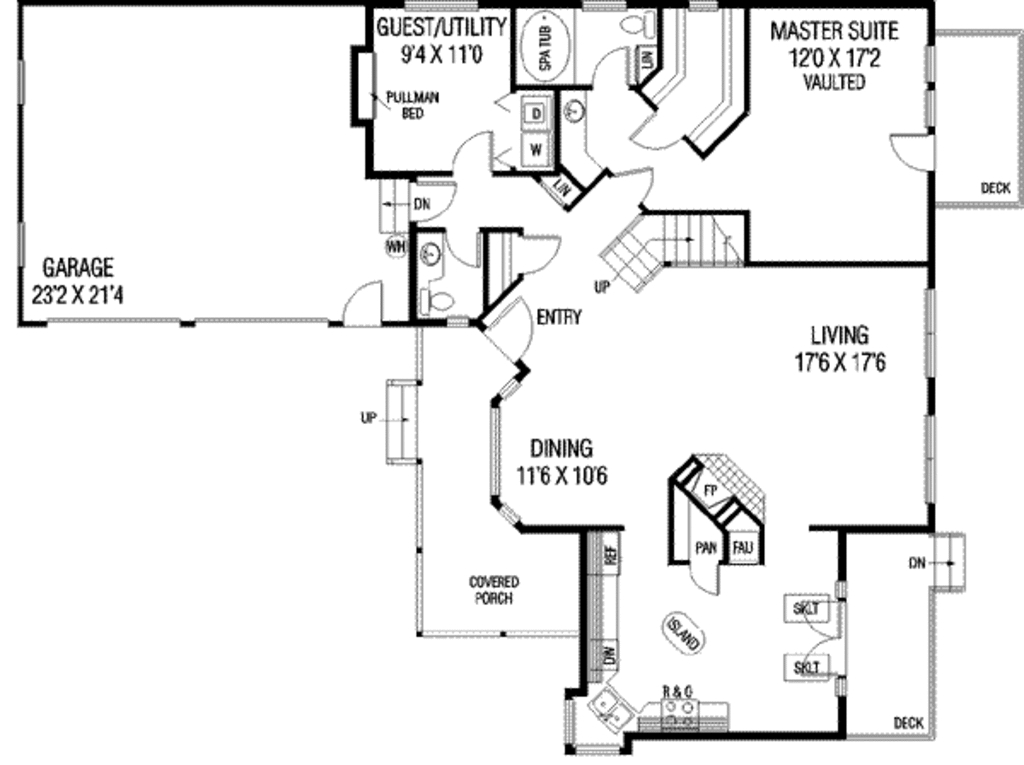 GUEST/UTILITY
9'4 X 11'0
PULLMAN
BED
SPA TUB
LIN
MASTER SUITE
12'0 X 17'2
VAULTED
D
W
LIN
DECK
DN
WH
GARAGE
23'2 X 21'4
UP
ENTRY
LIVING
17'6 X 17'6
UP
DINING
11'6 X 10'6
FP
PAN
FAU
REF
DN
COVERED
PORCH
SKLT
ISLAND
DW
SKLT
R & O
DECK